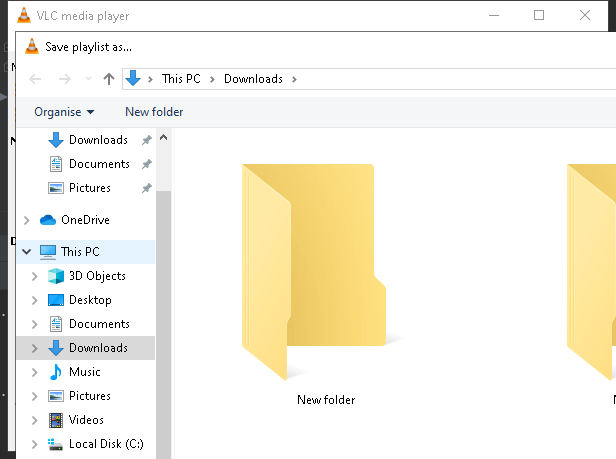 VLC media player
Save playlist as...
This PC > Downloads >
Organise
New folder
Downloads
Documents
Pictures
OneDrive
This PC
3D Objects
Desktop
Documents
Downloads
Music
Pictures
Videos
Local Disk (C:)
New folder